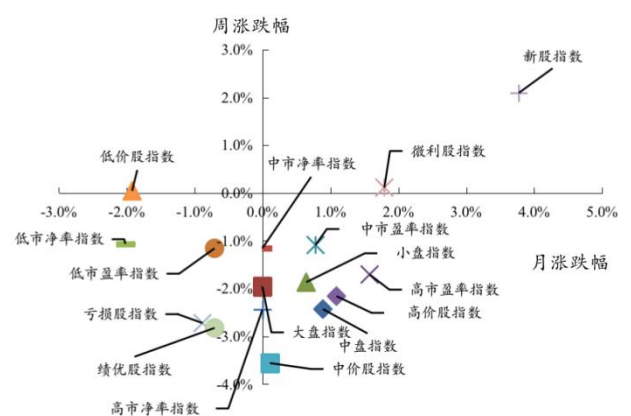 周涨跌幅
3.0%
新股指数
2.0%
1.0%
低价股指数
中市净率指数
微利股指数
0.0%
-3.0%
-2.0%
-1.0%
0.0%
1.0%
2.0%
3.0%
4.0%
5.0%
低市净率指数
-1.0%
中市盈率指数
小盘指数
月涨跌幅
低市盈率指数
-2.0%
高市盈率指数
亏损股指数
高价股指数
大盘指数
-3.0%
中盘指数
绩优股指数
中价股指数
-4.0%
高市净率指数